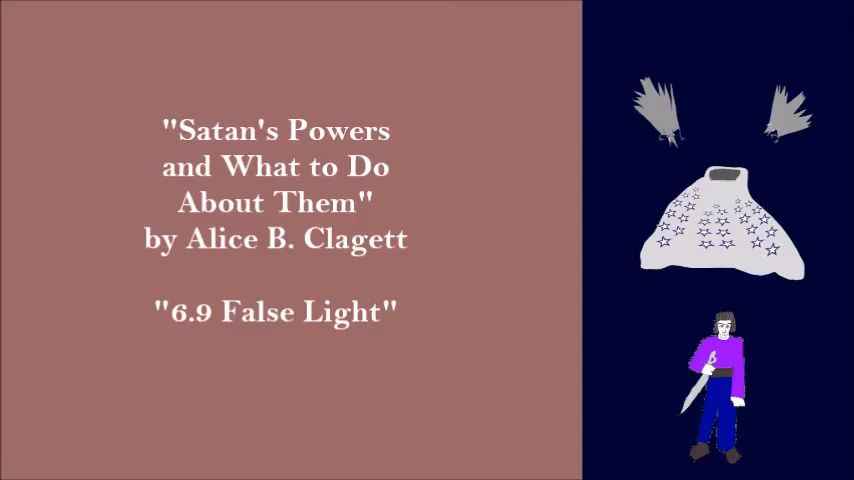 "Satan's Powers
and What to Do
About Them"
by Alice B. Clagett
"6.9 False Light"